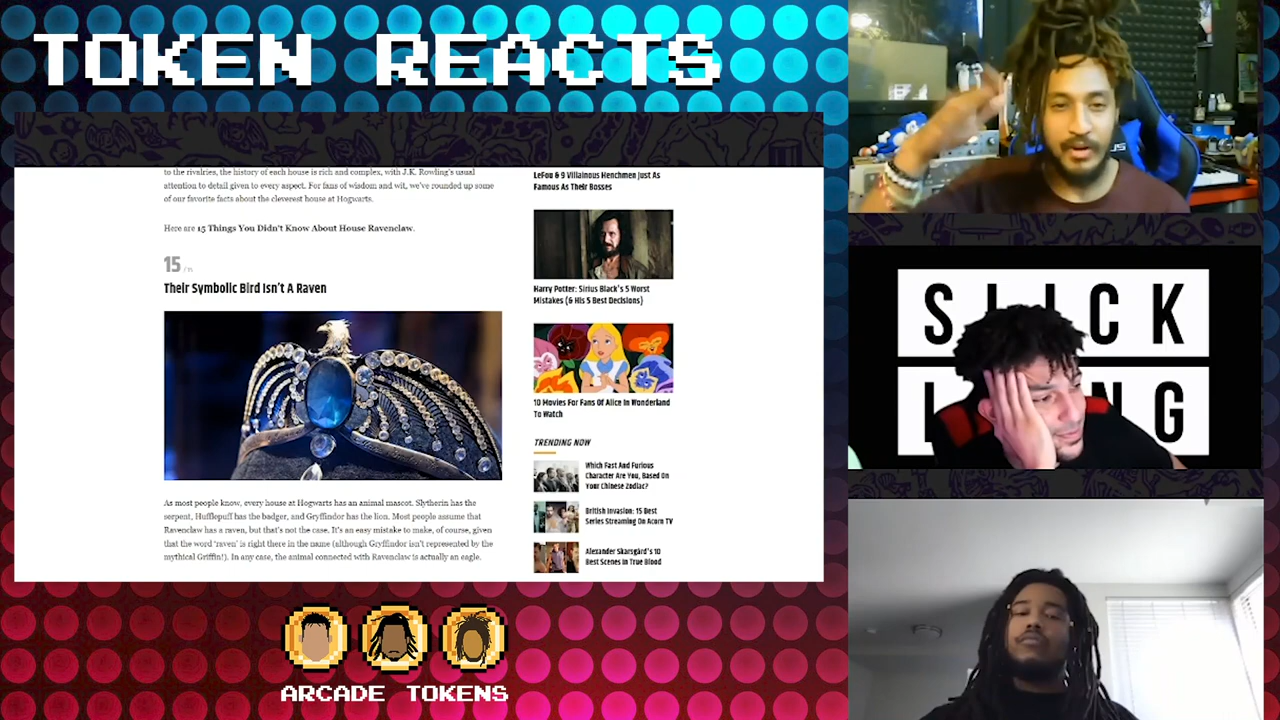 TOKEN REACTS
to the rivalries, the history of each house is rich and complex, with J.K. Rowling's usual
attention to detail given to every aspect. For fans of wisdom and wit, we've rounded up some
of our favorite facts about the cleverest house at Hogwarts.
Here are 15 Things You Didn't Know About House Ravenclaw.
15 / 15
Their Symbolic Bird Isn't A Raven
As most people know, every house at Hogwarts has an animal mascot. Slytherin has the
serpent, Hufflepuff has the badger, and Gryffindor has the lion. Most people assume that
Ravenclaw has a raven, but that's not the case. It's an easy mistake to make, of course, given
that the word 'raven' is right there in the name (although Gryffindor isn't represented by the
mythical Griffin!). In any case, the animal connected with Ravenclaw is actually an eagle.
LeFou & 9 Villainous Henchmen Just As
Famous As Their Bosses
Harry Potter: Sirius Black's 5 Worst
Mistakes (& His 5 Best Decisions)
10 Movies For Fans Of Alice In Wonderland
To Watch
TRENDING NOW
Which Fast And Furious
Character Are You, Based On
Your Chinese Zodiac?
British Invasion: 15 Best
Series Streaming On Acorn TV
Alexander Skarsgård's 10
Best Scenes In True Blood
S I CK
G
ARCADE TOKENS